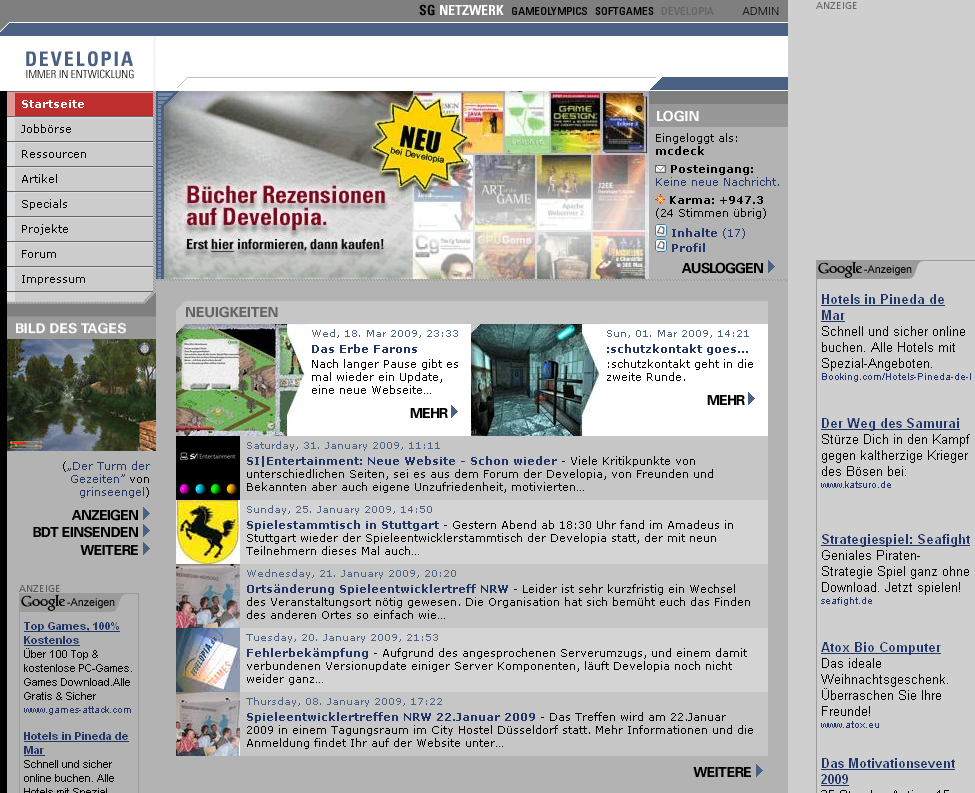 SG NETZWERK GAMEOLYMPICS SOFTGAMES DEVELOPIA ADMIN
ANZEIGE
DEVELOPIA
IMMER IN ENTWICKLUNG
Startseite
Jobbörse
Ressourcen
Artikel
Specials
Projekte
Forum
Impressum
NEU
bei Developia
Bücher Rezensionen
auf Developia.
Erst hier informieren, dann kaufen!
GAME
DESIGN:
ART OF
THE
GAME
LOGIN
Eingeloggt als:
mcdeck
Posteingang:
Keine neue Nachricht.
Karma: +947.3
(24 Stimmen übrig)
Inhalte (17)
Profil
AUSLOGGEN
BILD DES TAGES
(„Der Turm der
Gezeiten" von
grinseengel)
ANZEIGEN
BDT EINSENDEN
WEITERE
ANZEIGE
Google-Anzeigen
Top Games, 100%
Kostenlos
Über 100 Top &
kostenlose PC-Games.
Games Download.Alle
Gratis & Sicher
www.games-attack.com
Hotels in Pineda de
Mar
Schnell und sicher
online buchen. Alle
Hotels mit Spezial
NEUIGKEITEN
Wed, 18. Mar 2009, 23:33
Das Erbe Farons
Nach langer Pause gibt es
mal wieder ein Update,
eine neue Webseite...
MEHR
Sun, 01. Mar 2009, 14:21
:schutzkontakt goes...
:schutzkontakt geht in die
zweite Runde.
MEHR
SI Entertainment
Saturday, 31. January 2009, 11:11
SI|Entertainment: Neue Website - Schon wieder - Viele Kritikpunkte von
unterschiedlichen Seiten, sei es aus dem Forum der Developia, von Freunden und
Bekannten aber auch eigene Unzufriedenheit, motivierten...
Sunday, 25. January 2009, 14:50
Spielestammtisch in Stuttgart - Gestern Abend ab 18:30 Uhr fand im Amadeus in
Stuttgart wieder der Spieleentwicklerstammtisch der Developia statt, der mit neun
Teilnehmern dieses Mal auch...
Wednesday, 21. January 2009, 20:20
Ortsänderung Spieleentwicklertreff NRW - Leider ist sehr kurzfristig ein Wechsel
des Veranstaltungsort nötig gewesen. Die Organisation hat sich bemüht euch das Finden
des anderen Ortes so einfach wie...
Tuesday, 20. January 2009, 21:53
Fehlerbekämpfung - Aufgrund des angesprochenen Serverumzugs, und einem damit
verbundenen Versionupdate einiger Server Komponenten, läuft Developia noch nicht
weider ganz...
Thursday, 08. January 2009, 17:22
Spieleentwicklertreffen NRW 22.Januar 2009 - Das Treffen wird am 22.Januar
2009 in einem Tagungsraum im City Hostel Düsseldorf statt. Mehr Informationen und die
Anmeldung findet Ihr auf der Website unter...
WEITERE
Google-Anzeigen
Hotels in Pineda de
Mar
Schnell und sicher online
buchen. Alle Hotels mit
Spezial-Angeboten.
Booking.com/Hotels-Pineda-de-l
Der Weg des Samurai
Stürze Dich in den Kampf
gegen kaltherzige Krieger
des Bösen bei:
www.katsuro.de
Strategiespiel: Seafight
Geniales Piraten-
Strategie Spiel ganz ohne
Download. Jetzt spielen!
seafight.de
Atox Bio Computer
Das ideale
Weihnachtsgeschenk.
Überraschen Sie Ihre
Freunde!
www.atox.eu
Das Motivationsevent
2009